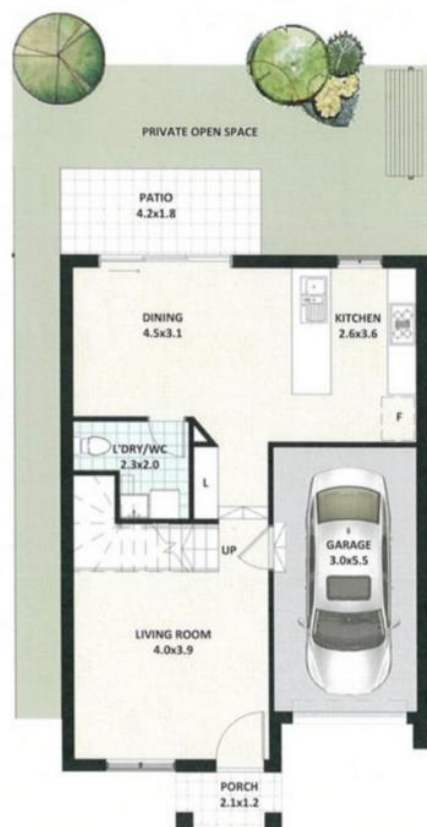 PRIVATE OPEN SPACE
PATIO
4.2x1.8
DINING
4.5x3.1
KITCHEN
2.6x3.6
F
L'DRY/WC
2.3x2.0
L
UP
GARAGE
3.0x5.5
LIVING ROOM
4.0x3.9
PORCH
2.1x1.2